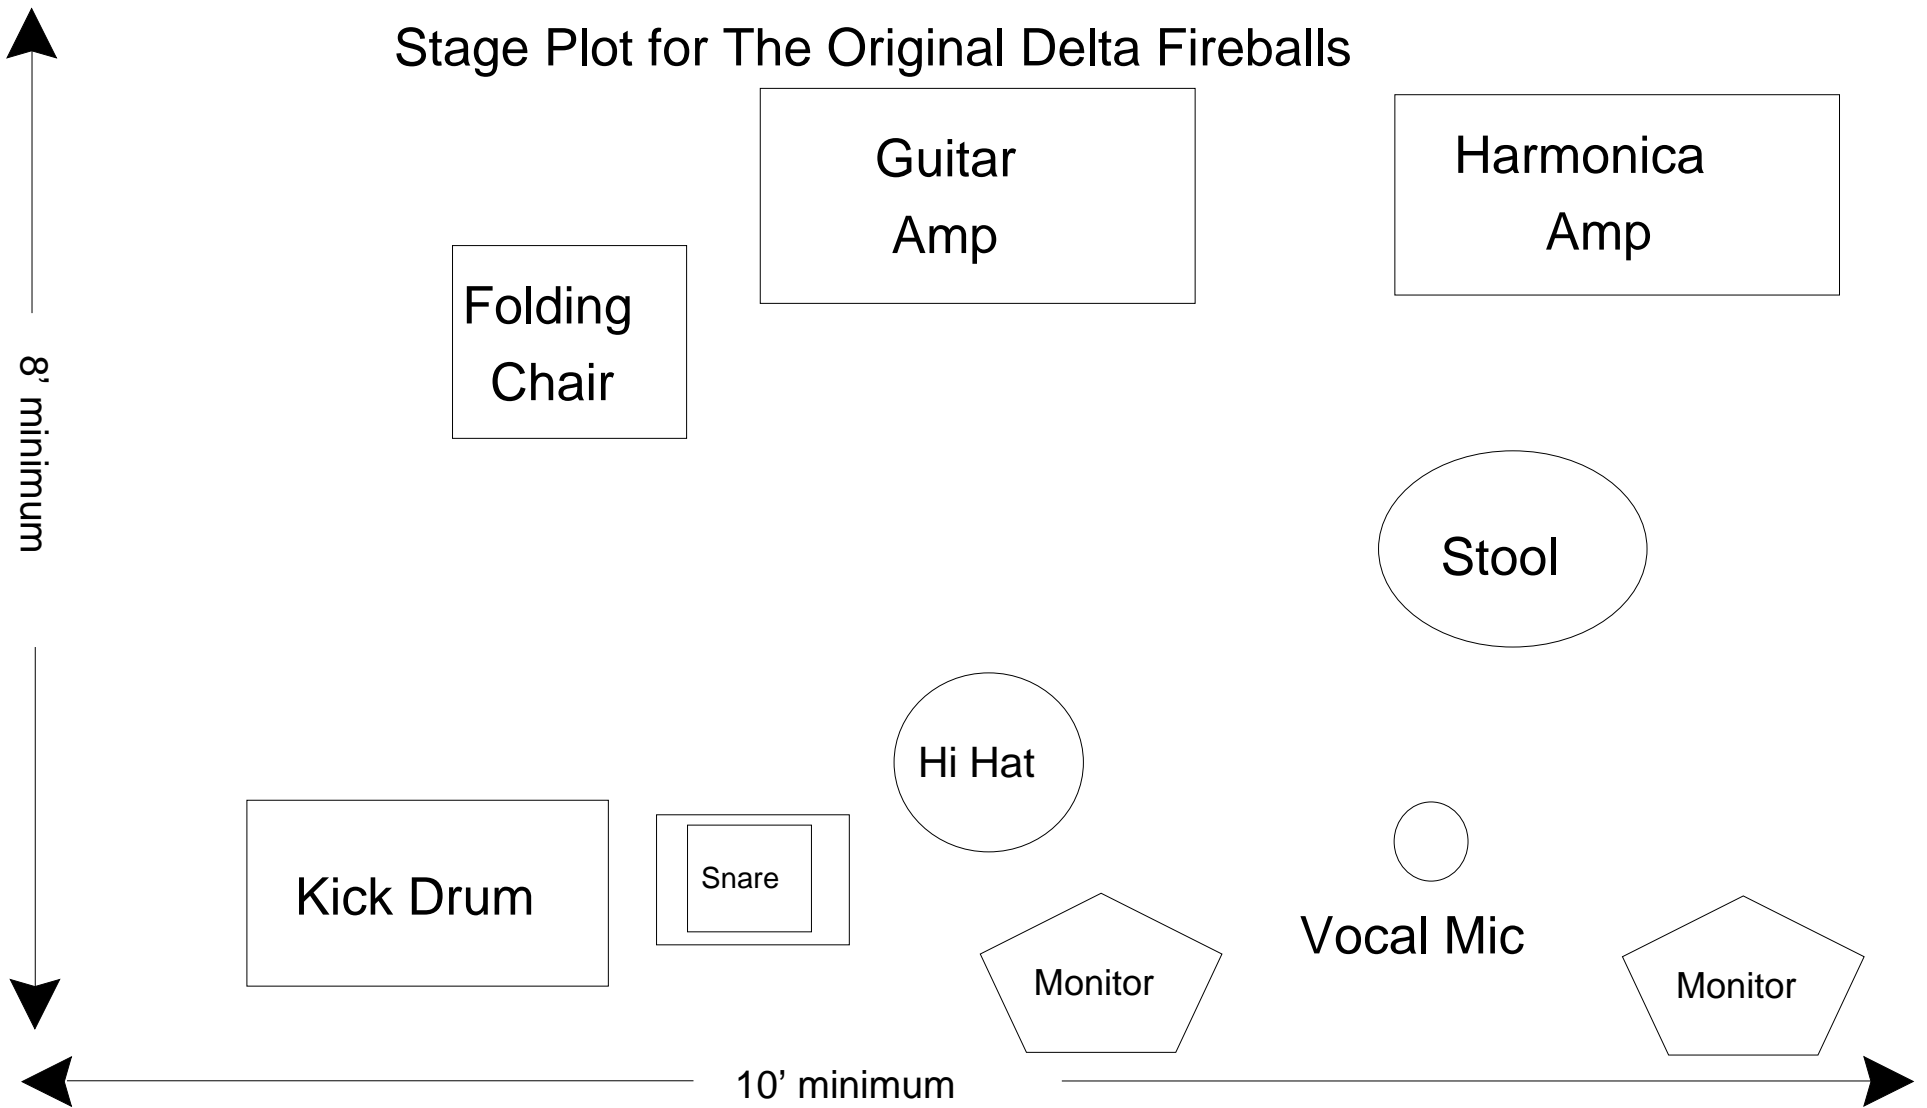 Stage Plot for The Original Delta Fireballs
Guitar
Amp
Harmonica
Amp
Folding
Chair
8’ minimum
Stool
Hi Hat
Kick Drum
Snare
Vocal Mic
Monitor
Monitor
10’ minimum